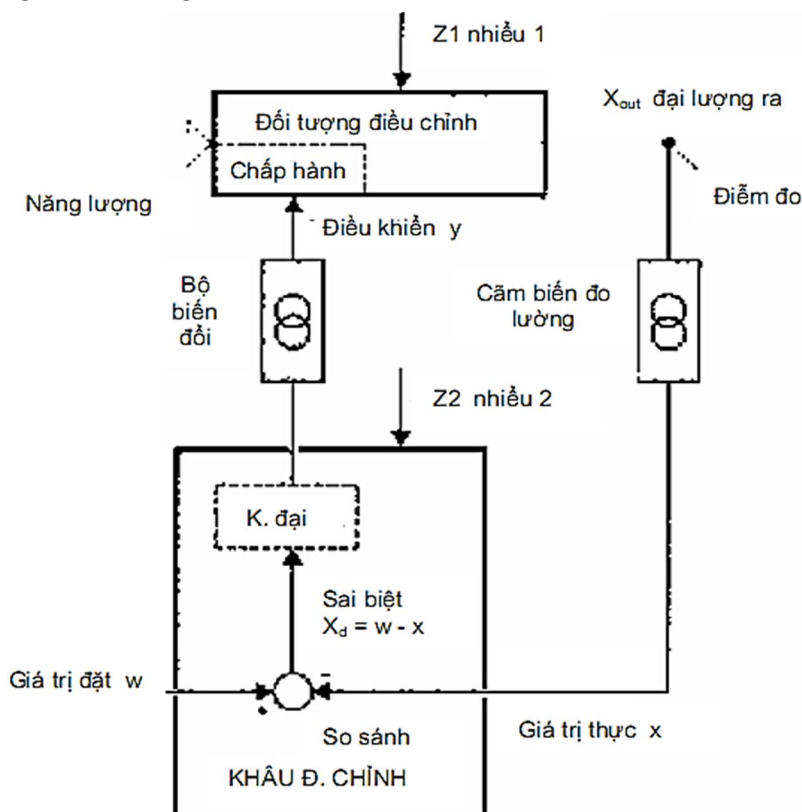 Z1 nhiễu 1
Đối tượng điều chỉnh
X_out đại lượng ra
Chấp hành
Năng lượng
Điểm đo
Điều khiển y
Bộ
biến
đổi
Cãm biến đo
lường
Z2 nhiễu 2
K. đại
Sai biệt
X_d = w - x
Giá trị đặt w
-
So sánh
Giá trị thực x
KHÂU Đ. CHỈNH